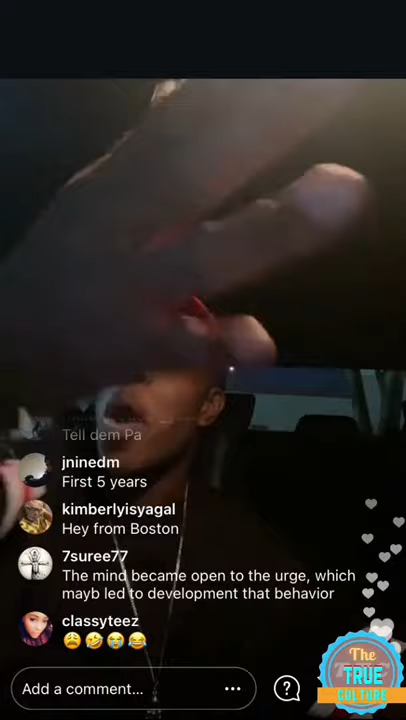 Tell dem Pa
jninedm
First 5 years
kimberlyisyagal
Hey from Boston
7suree77
The mind became open to the urge, which
mayb led to development that behavior
classyteez
😩🤣😭😂
Add a comment...
The
TRUE
CULTURE